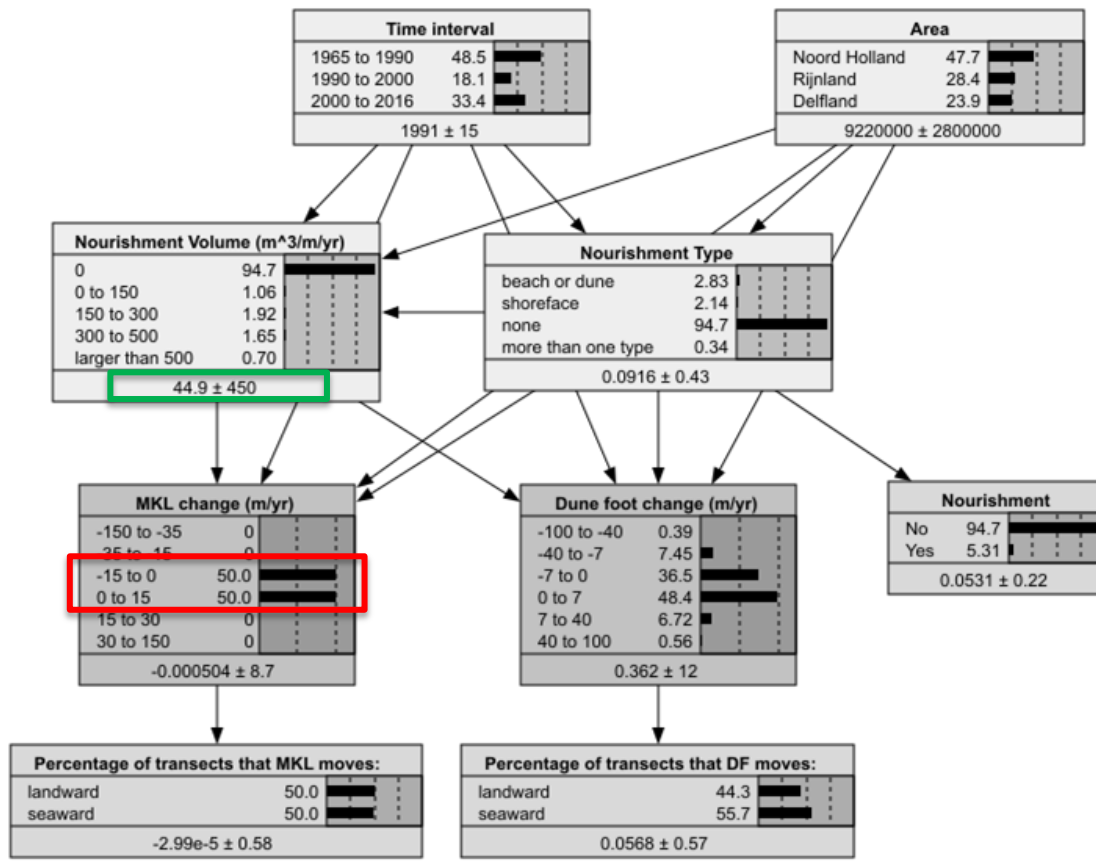 Time interval
1965 to 1990 48.5
1990 to 2000 18.1
2000 to 2016 33.4
1991 ± 15
Area
Noord Holland 47.7
Rijnland 28.4
Delfland 23.9
9220000 ± 2800000
Nourishment Volume (m^3/m/yr)
0 94.7
0 to 150 1.06
150 to 300 1.92
300 to 500 1.65
larger than 500 0.70
44.9 ± 450
Nourishment Type
beach or dune 2.83
shoreface 2.14
none 94.7
more than one type 0.34
0.0916 ± 0.43
MKL change (m/yr)
-150 to -35 0
-35 to -15 0
-15 to 0 50.0
0 to 15 50.0
15 to 30 0
30 to 150 0
-0.000504 ± 8.7
Dune foot change (m/yr)
-100 to -40 0.39
-40 to -7 7.45
-7 to 0 36.5
0 to 7 48.4
7 to 40 6.72
40 to 100 0.56
0.362 ± 12
Nourishment
No 94.7
Yes 5.31
0.0531 ± 0.22
Percentage of transects that MKL moves:
landward 50.0
seaward 50.0
-2.99e-5 ± 0.58
Percentage of transects that DF moves:
landward 44.3
seaward 55.7
0.0568 ± 0.57